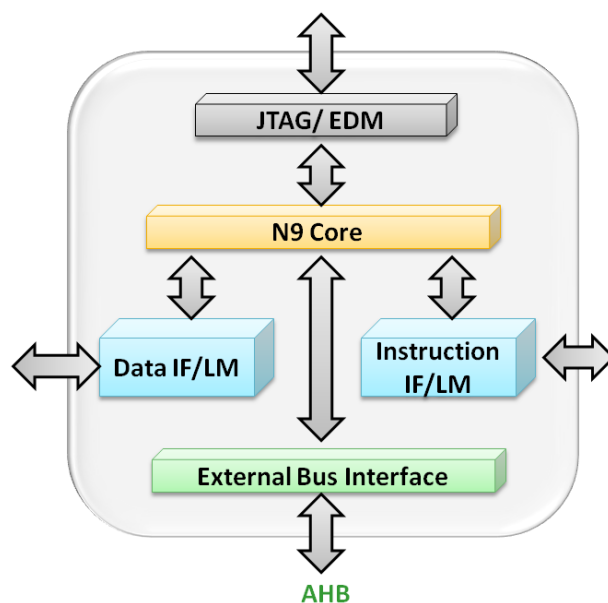 JTAG/ EDM
N9 Core
Data IF/LM
Instruction
IF/LM
External Bus Interface
AHB